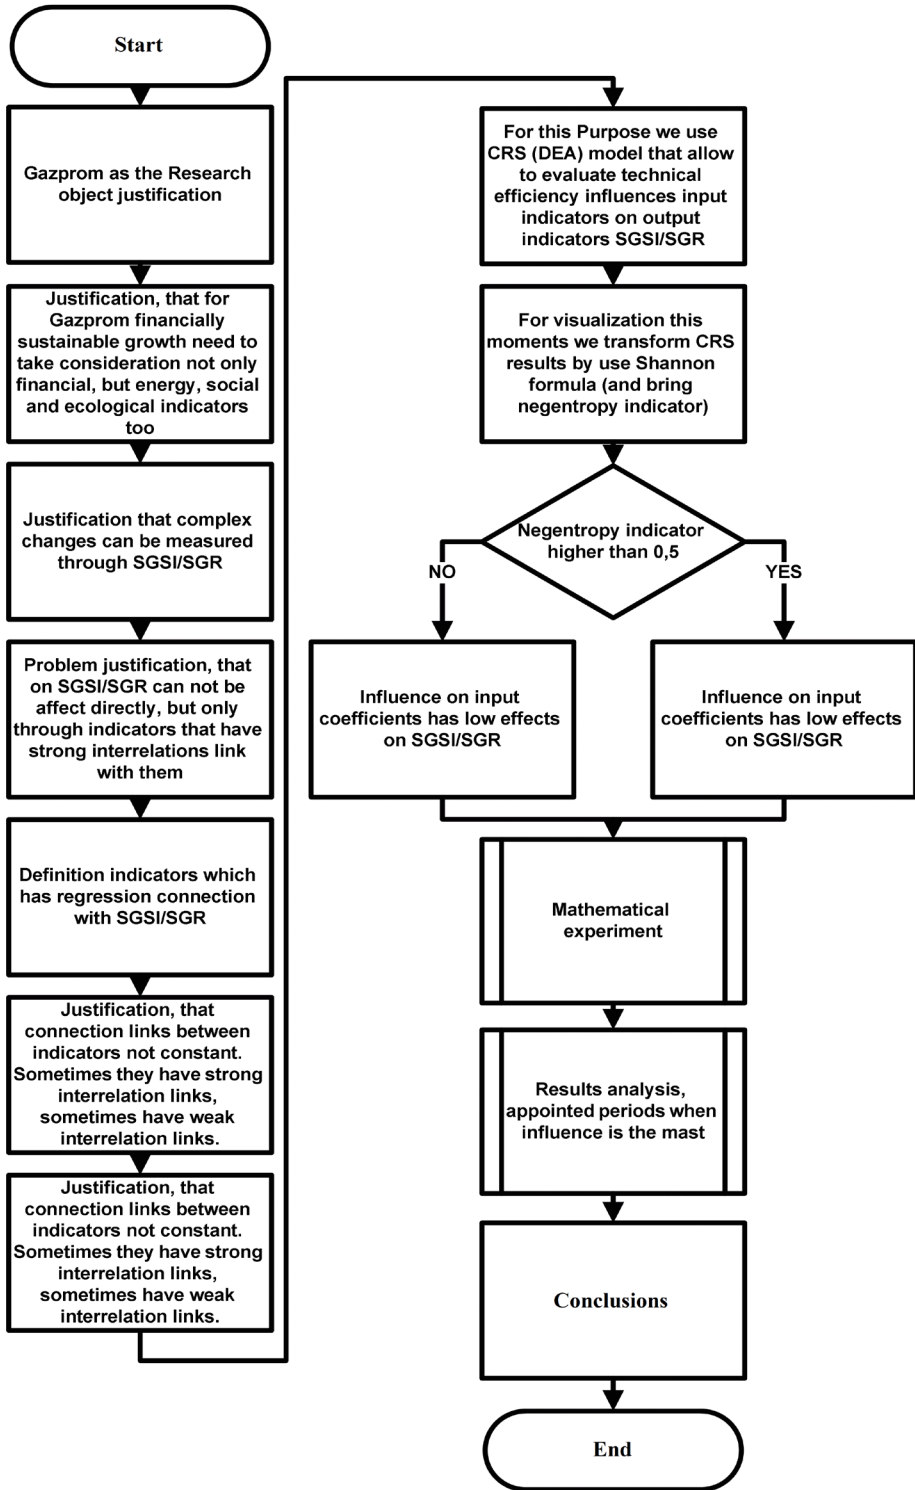 Start
Gazprom as the Research
object justification
Justification, that for
Gazprom financially
sustainable growth need to
take consideration not only
financial, but energy, social
and ecological indicators
too
Justification that complex
changes can be measured
through SGSI/SGR
Problem justification, that
on SGSI/SGR can not be
affect directly, but only
through indicators that have
strong interrelations link
with them
Definition indicators which
has regression connection
with SGSI/SGR
Justification, that
connection links between
indicators not constant.
Sometimes they have strong
interrelation links,
sometimes have weak
interrelation links.
Justification, that
connection links between
indicators not constant.
Sometimes they have strong
interrelation links,
sometimes have weak
interrelation links.
For this Purpose we use
CRS (DEA) model that allow
to evaluate technical
efficiency influences input
indicators on output
indicators SGSI/SGR
For visualization this
moments we transform CRS
results by use Shannon
formula (and bring
negentropy indicator)
Negentropy indicator
higher than 0,5
NO
YES
Influence on input
coefficients has low effects
on SGSI/SGR
Influence on input
coefficients has low effects
on SGSI/SGR
Mathematical
experiment
Results analysis,
appointed periods when
influence is the mast
Conclusions
End